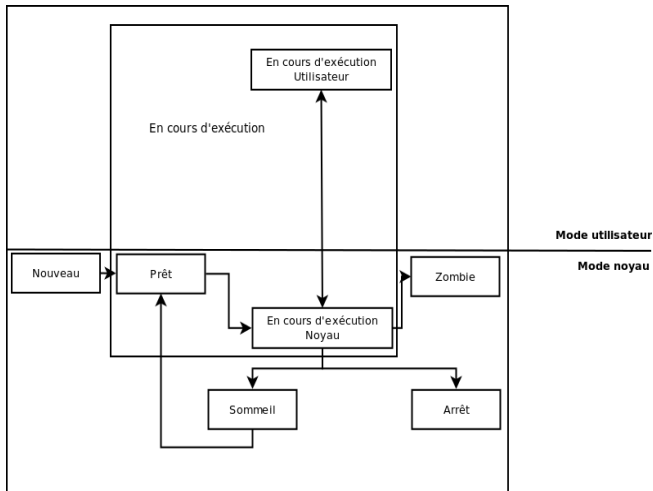 En cours d'exécution
Utilisateur
En cours d'exécution
Mode utilisateur
Mode noyau
Nouveau
Prêt
Zombie
En cours d'exécution
Noyau
Sommeil
Arrêt